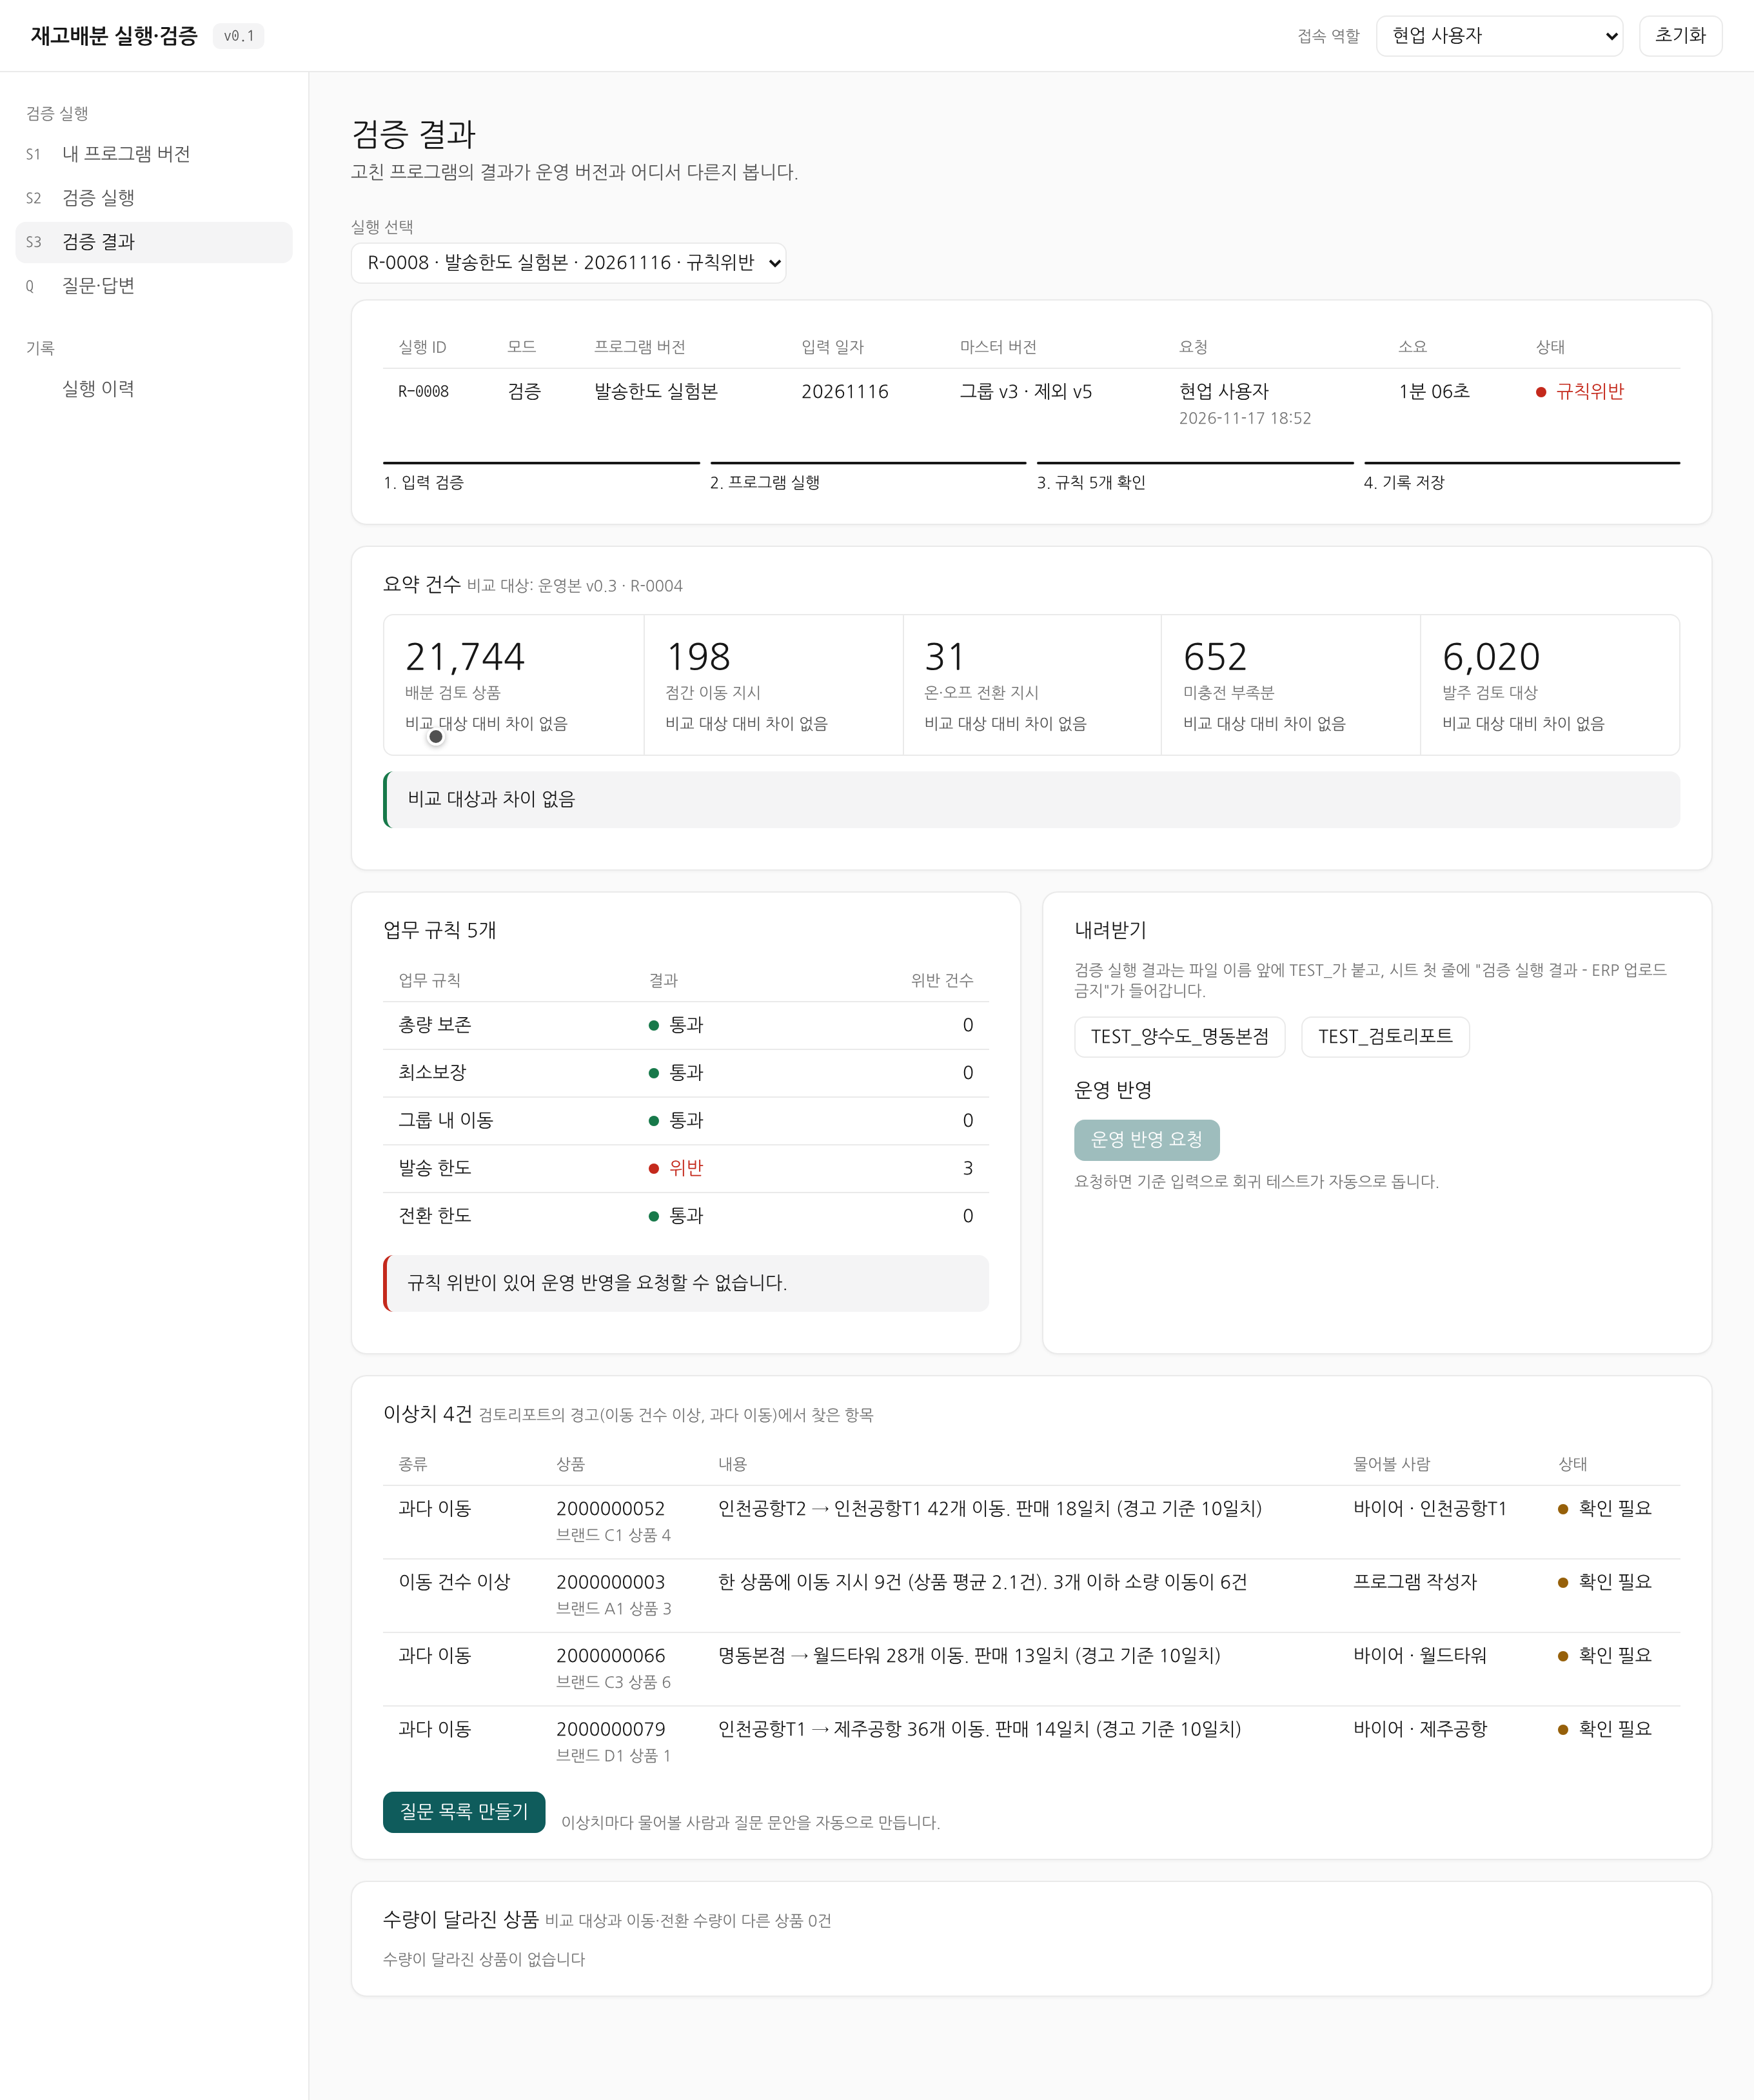 재고배분 실행·검증 v0.1 접속 역할 현업 사용자 초기화
검증 실행
S1 내 프로그램 버전
S2 검증 실행
S3 검증 결과
Q 질문·답변
기록
실행 이력
검증 결과
고친 프로그램의 결과가 운영 버전과 어디서 다른지 봅니다.
실행 선택
R-0008 · 발송한도 실험본 · 20261116 · 규칙위반
실행 ID 모드 프로그램 버전 입력 일자 마스터 버전 요청 소요 상태
R-0008 검증 발송한도 실험본 20261116 그룹 v3 · 제외 v5 현업 사용자 1분 06초 규칙위반
2026-11-17 18:52
1. 입력 검증 2. 프로그램 실행 3. 규칙 5개 확인 4. 기록 저장
요약 건수 비교 대상: 운영본 v0.3 · R-0004
21,744 198 31 652 6,020
배분 검토 상품 점간 이동 지시 온·오프 전환 지시 미충전 부족분 발주 검토 대상
비교 대상 대비 차이 없음 비교 대상 대비 차이 없음 비교 대상 대비 차이 없음 비교 대상 대비 차이 없음 비교 대상 대비 차이 없음
비교 대상과 차이 없음
업무 규칙 5개
업무 규칙 결과 위반 건수
총량 보존 통과 0
최소보장 통과 0
그룹 내 이동 통과 0
발송 한도 위반 3
전환 한도 통과 0
규칙 위반이 있어 운영 반영을 요청할 수 없습니다.
내려받기
검증 실행 결과는 파일 이름 앞에 TEST_가 붙고, 시트 첫 줄에 "검증 실행 결과 - ERP 업로드
금지"가 들어갑니다.
TEST_양수도_명동본점 TEST_검토리포트
운영 반영
운영 반영 요청
요청하면 기준 입력으로 회귀 테스트가 자동으로 돕니다.
이상치 4건 검토리포트의 경고(이동 건수 이상, 과다 이동)에서 찾은 항목
종류 상품 내용 물어볼 사람 상태
과다 이동 2000000052 인천공항T2 → 인천공항T1 42개 이동. 판매 18일치 (경고 기준 10일치) 바이어 · 인천공항T1 확인 필요
브랜드 C1 상품 4
이동 건수 이상 2000000003 한 상품에 이동 지시 9건 (상품 평균 2.1건). 3개 이하 소량 이동이 6건 프로그램 작성자 확인 필요
브랜드 A1 상품 3
과다 이동 2000000066 명동본점 → 월드타워 28개 이동. 판매 13일치 (경고 기준 10일치) 바이어 · 월드타워 확인 필요
브랜드 C3 상품 6
과다 이동 2000000079 인천공항T1 → 제주공항 36개 이동. 판매 14일치 (경고 기준 10일치) 바이어 · 제주공항 확인 필요
브랜드 D1 상품 1
질문 목록 만들기 이상치마다 물어볼 사람과 질문 문안을 자동으로 만듭니다.
수량이 달라진 상품 비교 대상과 이동·전환 수량이 다른 상품 0건
수량이 달라진 상품이 없습니다